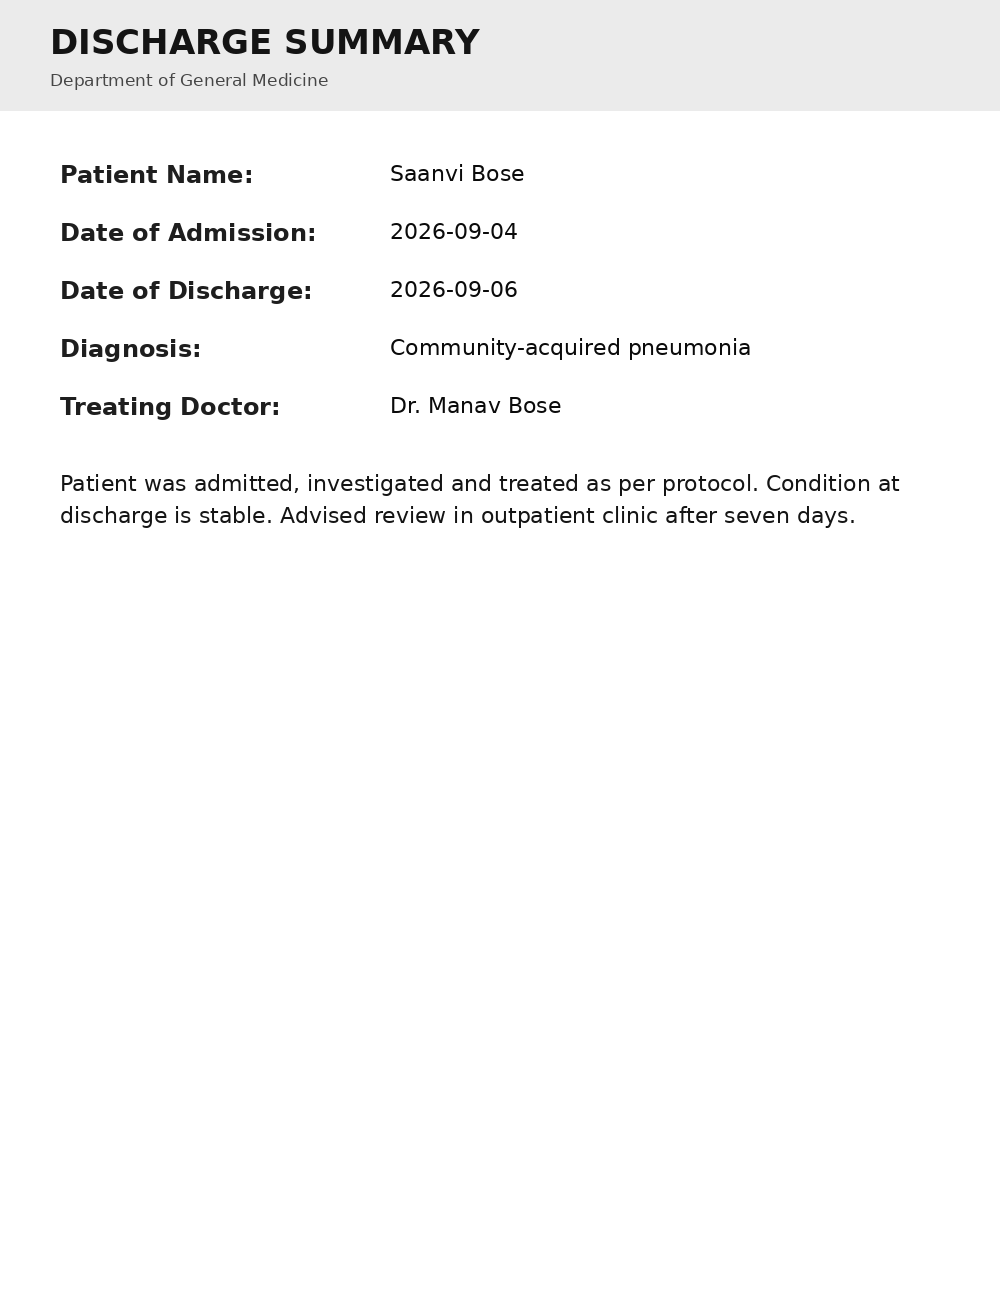 DISCHARGE SUMMARY
Department of General Medicine
Patient Name: Saanvi Bose
Date of Admission: 2026-09-04
Date of Discharge: 2026-09-06
Diagnosis: Community-acquired pneumonia
Treating Doctor: Dr. Manav Bose
Patient was admitted, investigated and treated as per protocol. Condition at
discharge is stable. Advised review in outpatient clinic after seven days.